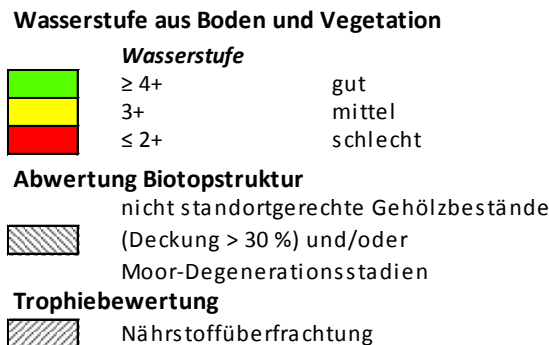 Wasserstufe aus Boden und Vegetation
Wasserstufe
≥ 4+ gut
3+ mittel
≤ 2+ schlecht
Abwertung Biotopstruktur
nicht standortgerechte Gehölzbestände
(Deckung > 30 %) und/oder
Moor-Degenerationsstadien
Trophiebewertung
Nährstoffüberfrachtung